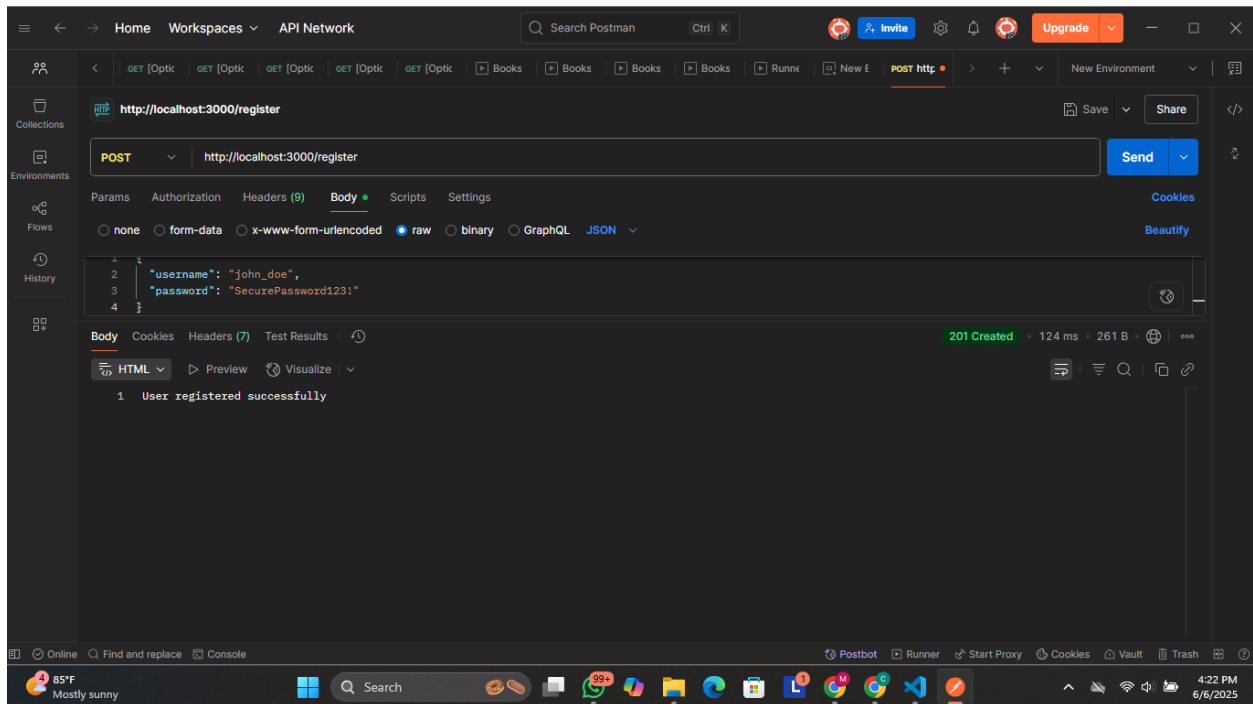 Home Workspaces API Network Search Postman Ctrl K Invite Upgrade
GET [Optic GET [Optic GET [Optic GET [Optic GET [Optic Books Books Books Books Runne New E POST http New Environment
Collections
http://localhost:3000/register Save Share
Environments
POST http://localhost:3000/register Send
Params Authorization Headers (9) Body Scripts Settings Cookies
Flows
none form-data x-www-form-urlencoded raw binary GraphQL JSON Beautify
History
1 {
2 "username": "john_doe",
3 "password": "SecurePassword123!"
4 }
Body Cookies Headers (7) Test Results 201 Created 124 ms 261 B
HTML Preview Visualize
1 User registered successfully
Online Find and replace Console Postbot Runner Start Proxy Cookies Vault Trash
4 85°F
Mostly sunny
Search
99+
L 1
M
C
4:22 PM
6/6/2025